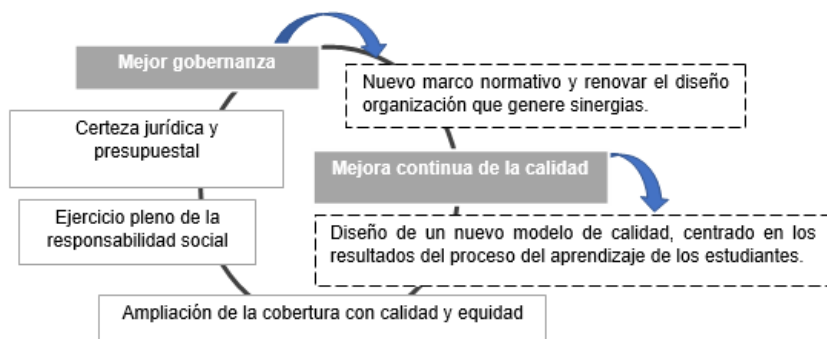 Mejor gobernanza
Nuevo marco normativo y renovar el diseño
organización que genere sinergias.
Certeza jurídica y
presupuestal
Mejora continua de la calidad
Ejercicio pleno de la
responsabilidad social
Diseño de un nuevo modelo de calidad, centrado en los
resultados del proceso del aprendizaje de los estudiantes.
Ampliación de la cobertura con calidad y equidad